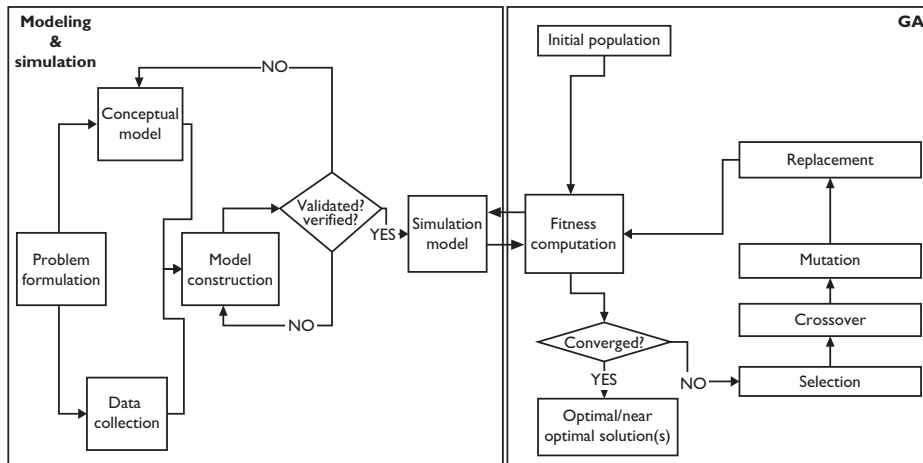 Modeling
&
simulation
NO
Conceptual
model
Problem
formulation
Model
construction
Validated?
verified?
YES
NO
Data
collection
Simulation
model
GA
Initial population
Fitness
computation
Converged?
YES
NO
Optimal/near
optimal solution(s)
Replacement
Mutation
Crossover
Selection